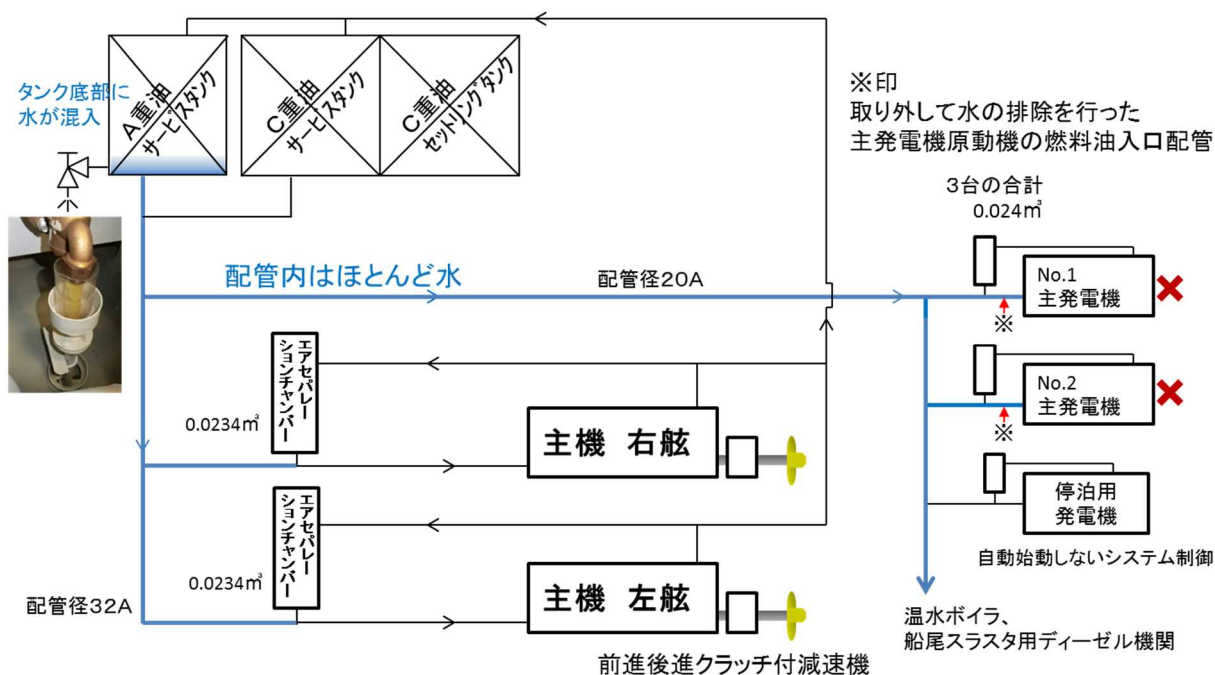 タンク底部に
水が混入
A重油
サービスタンク
C重油
サービスタンク
C重油
セットリングタンク
※印
取り外して水の排除を行った
主発電機原動機の燃料油入口配管
3台の合計
0.024㎥
配管内はほとんど水
配管径20A
No.1
主発電機
※
No.2
主発電機
※
停泊用
発電機
自動始動しないシステム制御
温水ボイラ、
船尾スラスタ用ディーゼル機関
エアセパレー
ションチャンバー
0.0234㎥
主機 右舷
エアセパレー
ションチャンバー
0.0234㎥
主機 左舷
配管径32A
前進後進クラッチ付減速機